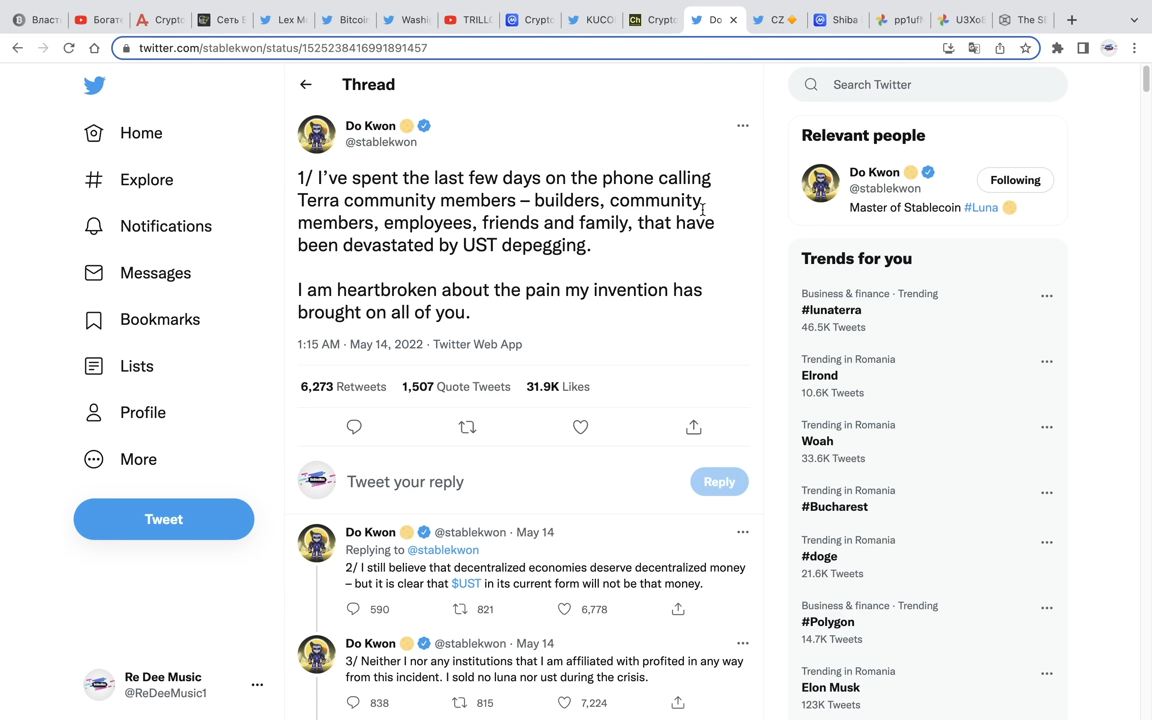 Власт
Богате
Crypto
Сеть Б
Lex M
Bitcoin
Washi
TRILLC
Crypto
KUCO
Crypto
Do
CZ
Shiba
pp1ufh
U3XoE
The SE
twitter.com/stablekwon/status/1525238416991891457
Home
Explore
Notifications
Messages
Bookmarks
Lists
Profile
More
Tweet
Re Dee Music
@ReDeeMusic1
Thread
Do Kwon
@stablekwon
1/ I’ve spent the last few days on the phone calling
Terra community members – builders, community
members, employees, friends and family, that have
been devastated by UST depegging.
I am heartbroken about the pain my invention has
brought on all of you.
1:15 AM · May 14, 2022 · Twitter Web App
6,273 Retweets 1,507 Quote Tweets 31.9K Likes
Tweet your reply
Reply
Do Kwon @stablekwon · May 14
Replying to @stablekwon
2/ I still believe that decentralized economies deserve decentralized money
– but it is clear that $UST in its current form will not be that money.
590 821 6,778
Do Kwon @stablekwon · May 14
3/ Neither I nor any institutions that I am affiliated with profited in any way
from this incident. I sold no luna nor ust during the crisis.
838 815 7,224
Search Twitter
Relevant people
Do Kwon
@stablekwon
Following
Master of Stablecoin #Luna
Trends for you
Business & finance · Trending
#lunaterra
46.5K Tweets
Trending in Romania
Elrond
10.6K Tweets
Trending in Romania
Woah
33.6K Tweets
Trending in Romania
#Bucharest
Trending in Romania
#doge
21.6K Tweets
Business & finance · Trending
#Polygon
14.7K Tweets
Trending in Romania
Elon Musk
123K Tweets